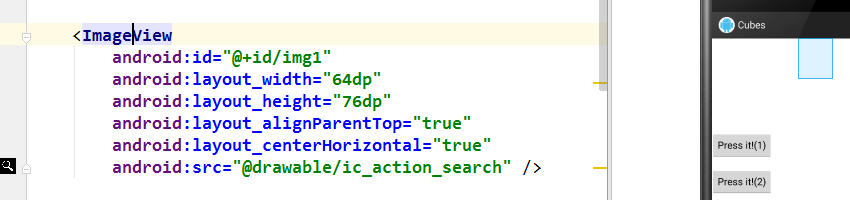 <ImageView
android:id="@+id/img1"
android:layout_width="64dp"
android:layout_height="76dp"
android:layout_alignParentTop="true"
android:layout_centerHorizontal="true"
android:src="@drawable/ic_action_search" />
Cubes
Press it!(1)
Press it!(2)